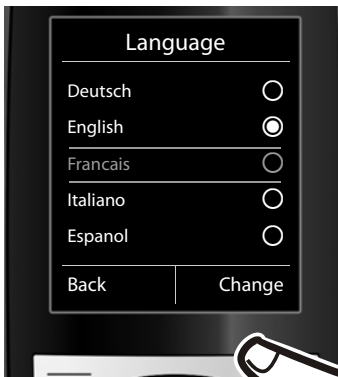 Language
Deutsch
English
Francais
Italiano
Espanol
Back Change